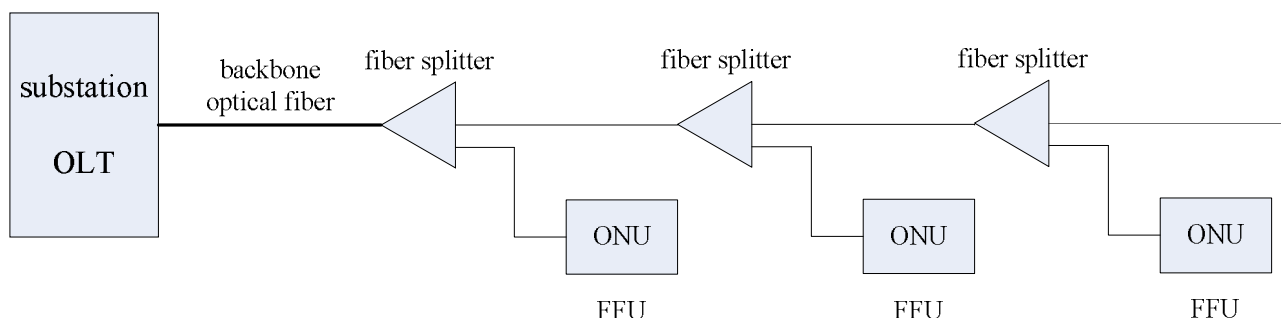 substation
OLT
backbone
optical fiber
fiber splitter
fiber splitter
fiber splitter
ONU
ONU
ONU
FFU
FFU
FFU